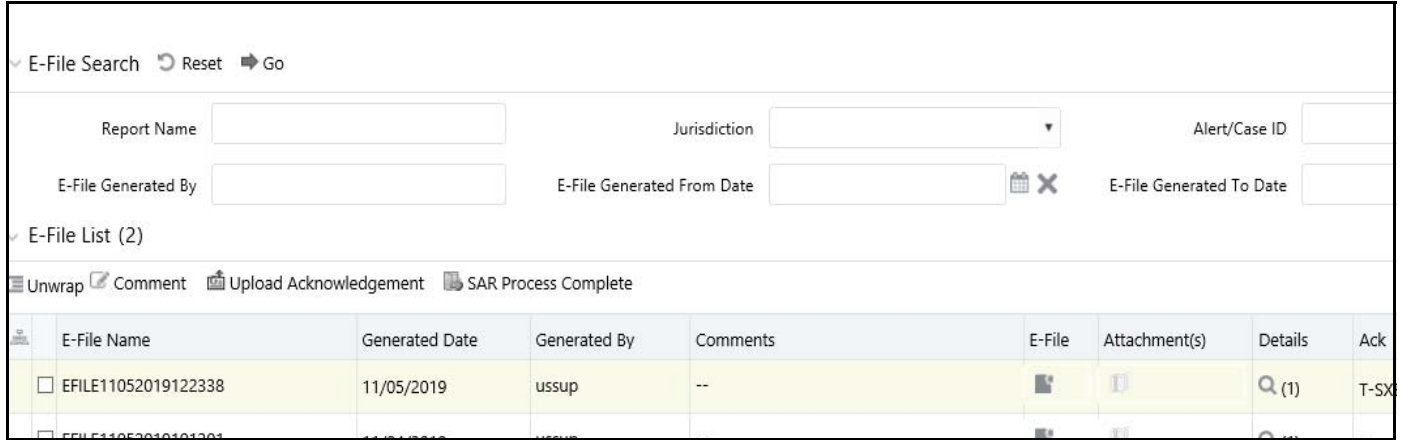 E-File Search Reset Go
Report Name Jurisdiction Alert/Case ID
E-File Generated By E-File Generated From Date E-File Generated To Date
E-File List (2)
Unwrap Comment Upload Acknowledgement SAR Process Complete
E-File Name Generated Date Generated By Comments E-File Attachment(s) Details Ack
EFILE11052019122338 11/05/2019 ussup -- (1)